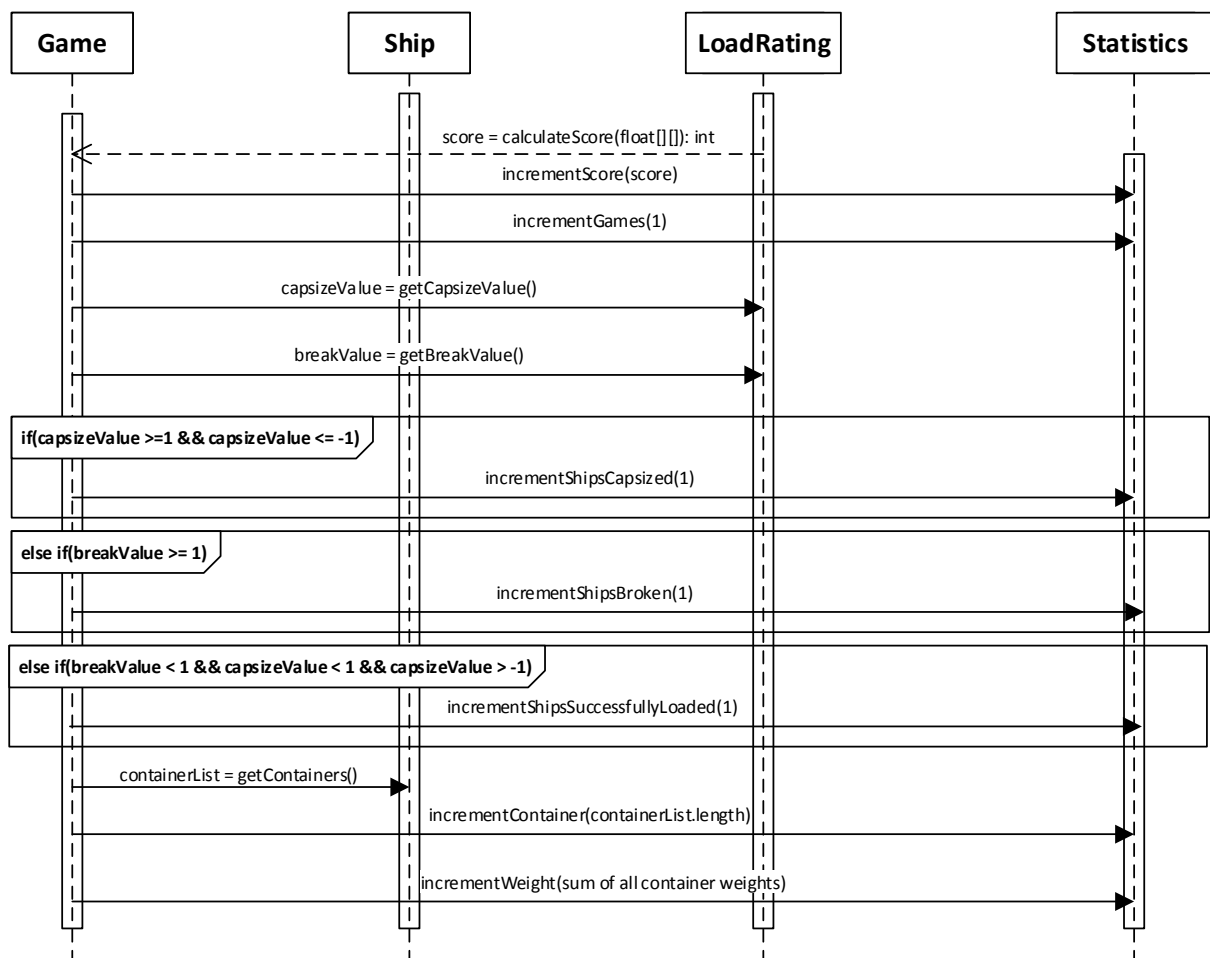 Game
Ship
LoadRating
Statistics
score = calculateScore(float[][]): int
incrementScore(score)
incrementGames(1)
capsizeValue = getCapsizeValue()
breakValue = getBreakValue()
if(capsizeValue >=1 && capsizeValue <= -1)
incrementShipsCapsized(1)
else if(breakValue >= 1)
incrementShipsBroken(1)
else if(breakValue < 1 && capsizeValue < 1 && capsizeValue > -1)
incrementShipsSuccessfullyLoaded(1)
containerList = getContainers()
incrementContainer(containerList.length)
incrementWeight(sum of all container weights)